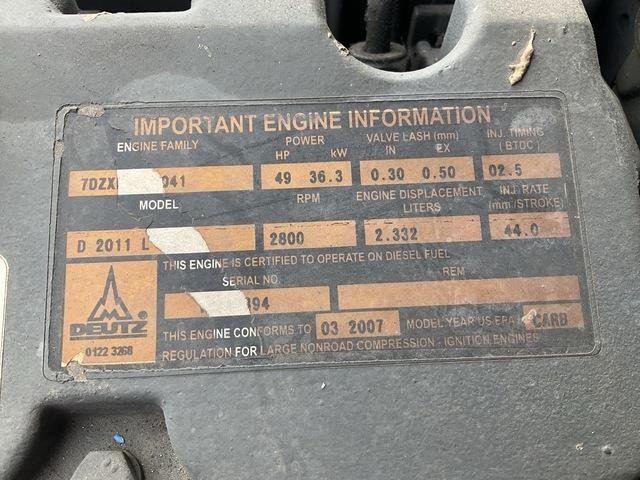 IMPORTANT ENGINE INFORMATION
ENGINE FAMILY POWER VALVE LASH (mm) INJ. TIMING
HP kW IN EX (BTDC)
7DZX 041 49 36.3 0.30 0.50 02.5
MODEL RPM ENGINE DISPLACEMENT INJ. RATE
LITERS (mm³/STROKE)
D 2011 L 2800 2.332 44.0
THIS ENGINE IS CERTIFIED TO OPERATE ON DIESEL FUEL
SERIAL NO. REM
894
DEUTZ
THIS ENGINE CONFORMS TO 03 2007 MODEL YEAR US EPA CARB
0122 3268 REGULATION FOR LARGE NONROAD COMPRESSION - IGNITION ENGINES